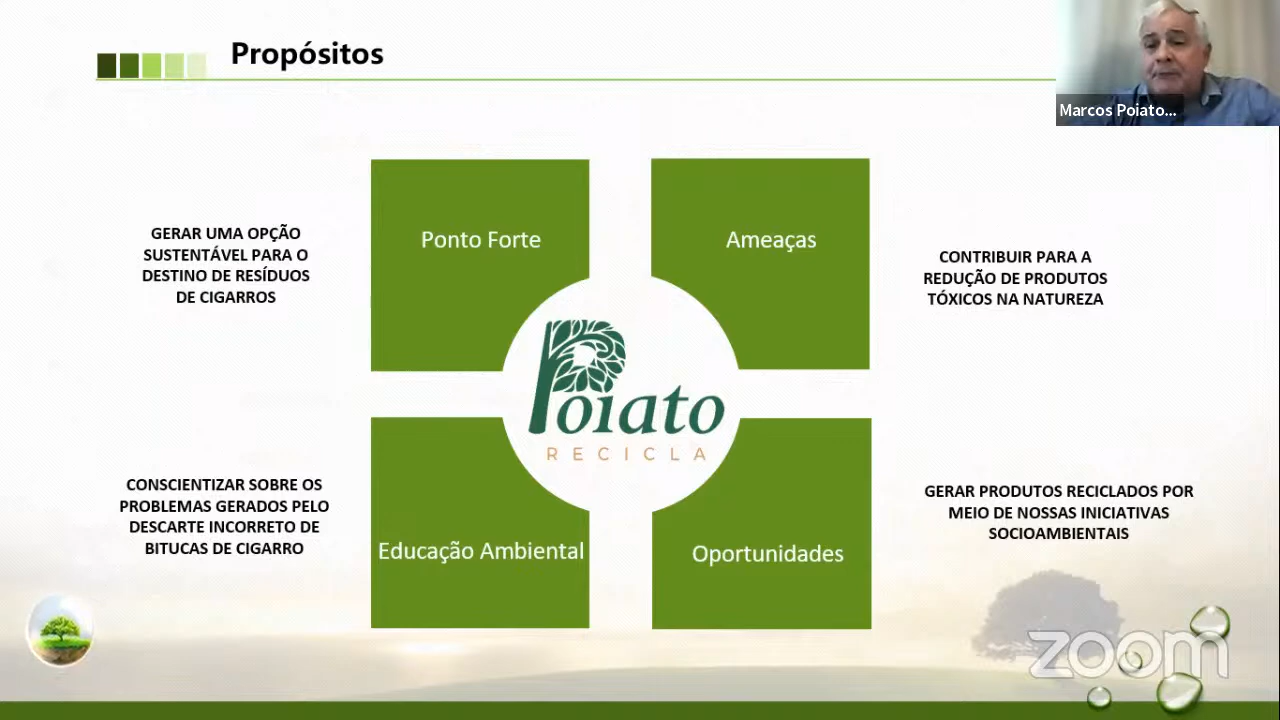 Propósitos
Marcos Poiato...
GERAR UMA OPÇÃO
SUSTENTÁVEL PARA O
DESTINO DE RESÍDUOS
DE CIGARROS
Ponto Forte
Ameaças
CONTRIBUIR PARA A
REDUÇÃO DE PRODUTOS
TÓXICOS NA NATUREZA
Poiato
RECICLA
CONSCIENTIZAR SOBRE OS
PROBLEMAS GERADOS PELO
DESCARTE INCORRETO DE
BITUCAS DE CIGARRO
Educação Ambiental
Oportunidades
GERAR PRODUTOS RECICLADOS POR
MEIO DE NOSSAS INICIATIVAS
SOCIOAMBIENTAIS
zoom